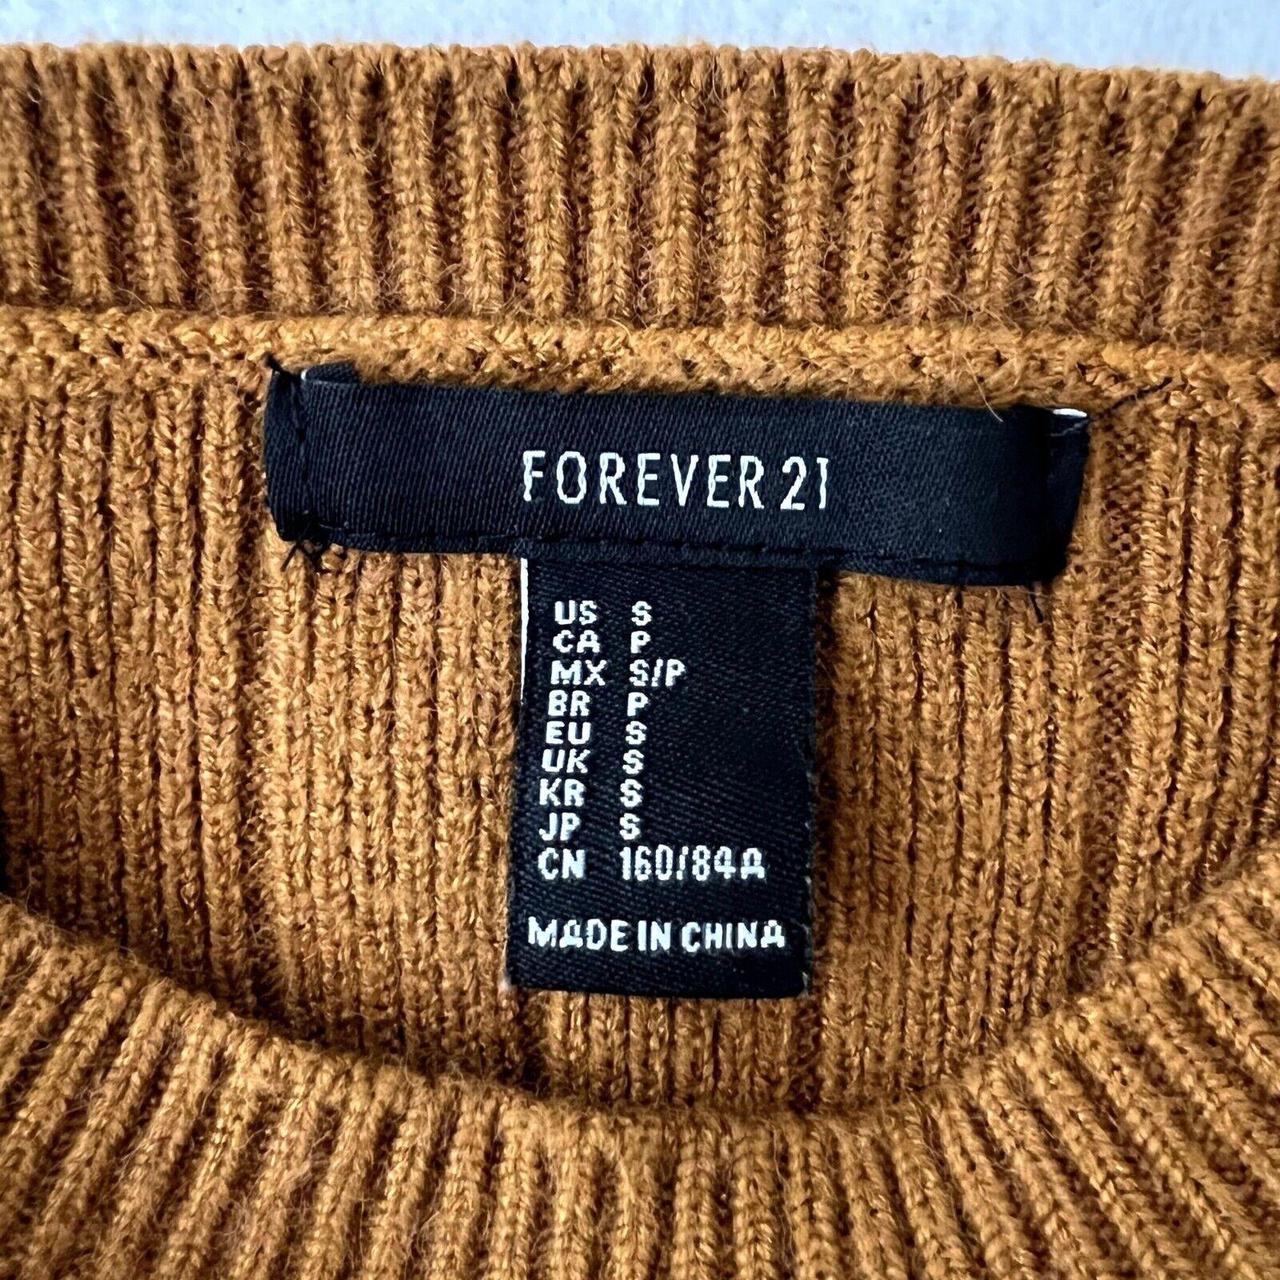 FOREVER 21
US S
CA P
MX S/P
BR P
EU S
UK S
KR S
JP S
CN 160/84A
MADE IN CHINA